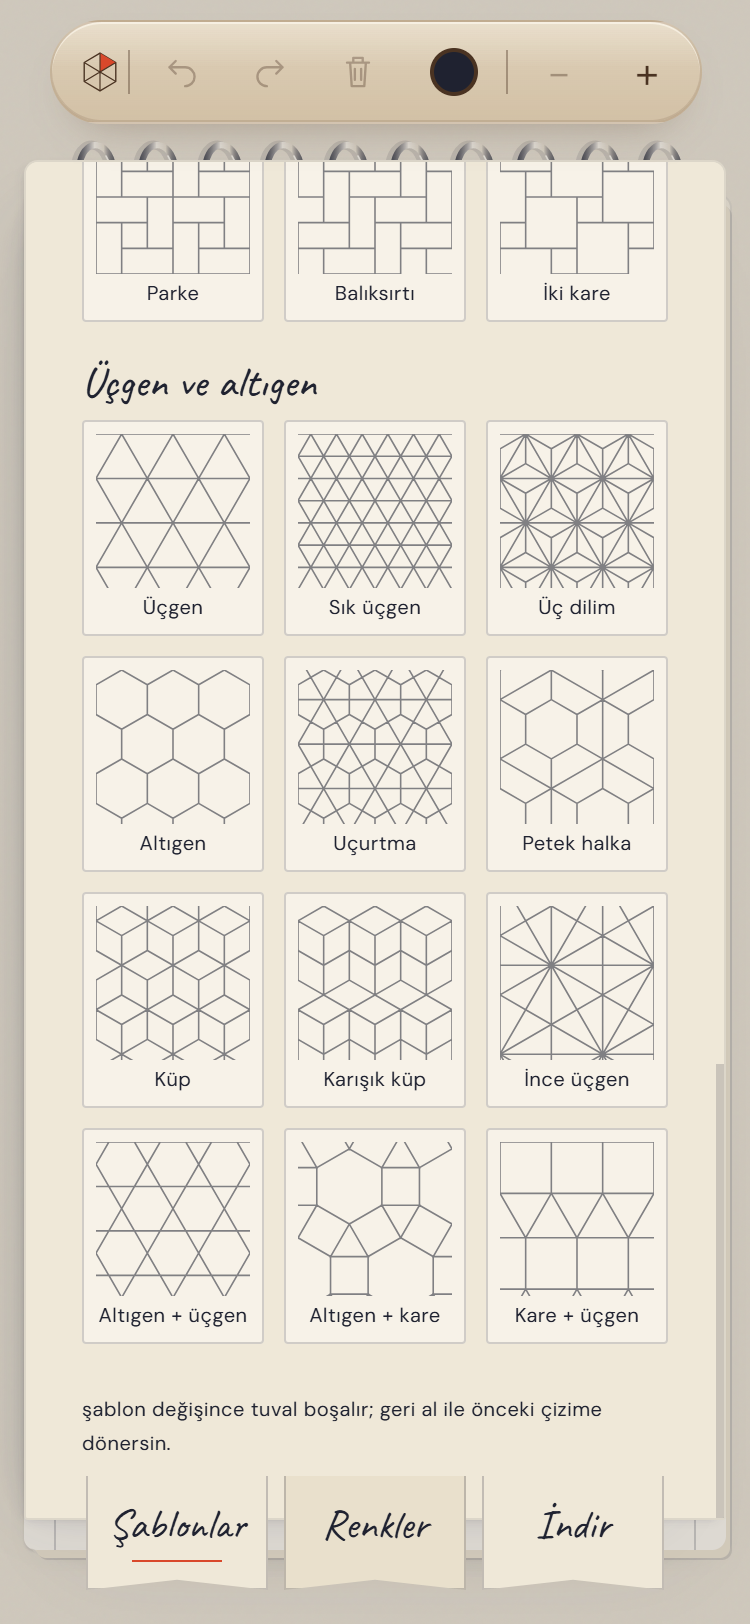 Parke
Balıksırtı
İki kare
Üçgen ve altıgen
Üçgen
Sık üçgen
Üç dilim
Altıgen
Uçurtma
Petek halka
Küp
Karışık küp
İnce üçgen
Altıgen + üçgen
Altıgen + kare
Kare + üçgen
şablon değişince tuval boşalır; geri al ile önceki çizime
dönersin.
Şablonlar
Renkler
İndir